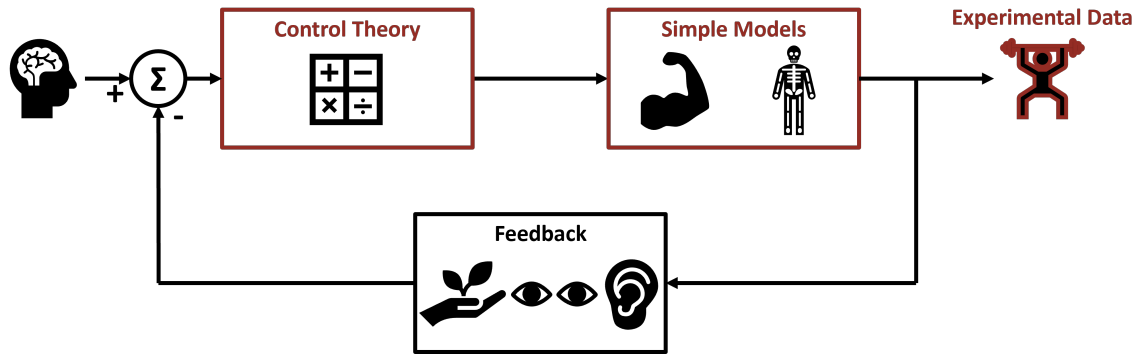 Control Theory
Simple Models
Experimental Data
+
Σ
-
+ −
× ÷
Feedback